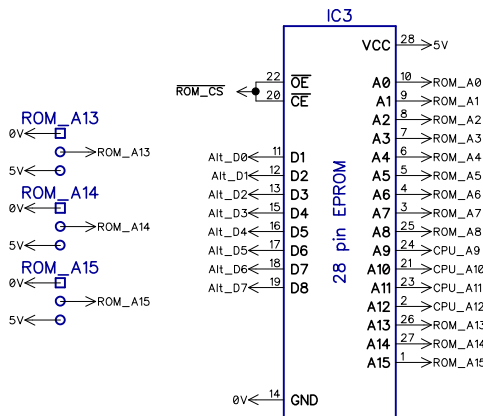 IC3
VCC 28 5V
22 OE
ROM_CS
20 CE
A0 10 ROM_A0
A1 9 ROM_A1
A2 8 ROM_A2
A3 7 ROM_A3
A4 6 ROM_A4
A5 5 ROM_A5
A6 4 ROM_A6
A7 3 ROM_A7
A8 25 ROM_A8
A9 24 CPU_A9
A10 21 CPU_A10
A11 23 CPU_A11
A12 2 CPU_A12
A13 26 ROM_A13
A14 27 ROM_A14
A15 1 ROM_A15
Alt_D0 11 D1
Alt_D1 12 D2
Alt_D2 13 D3
Alt_D3 15 D4
Alt_D4 16 D5
Alt_D5 17 D6
Alt_D6 18 D7
Alt_D7 19 D8
28 pin EPROM
0V 14 GND
ROM_A13
0V
ROM_A13
5V
ROM_A14
0V
ROM_A14
5V
ROM_A15
0V
ROM_A15
5V